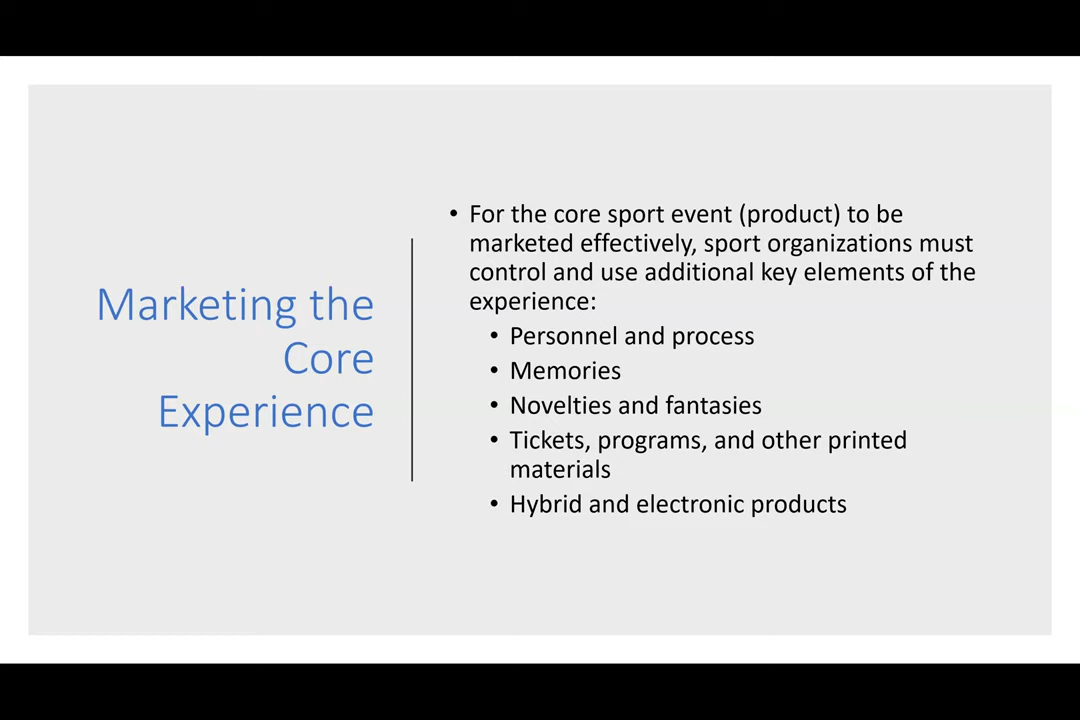 Marketing the
Core
Experience
• For the core sport event (product) to be
marketed effectively, sport organizations must
control and use additional key elements of the
experience:
• Personnel and process
• Memories
• Novelties and fantasies
• Tickets, programs, and other printed
materials
• Hybrid and electronic products